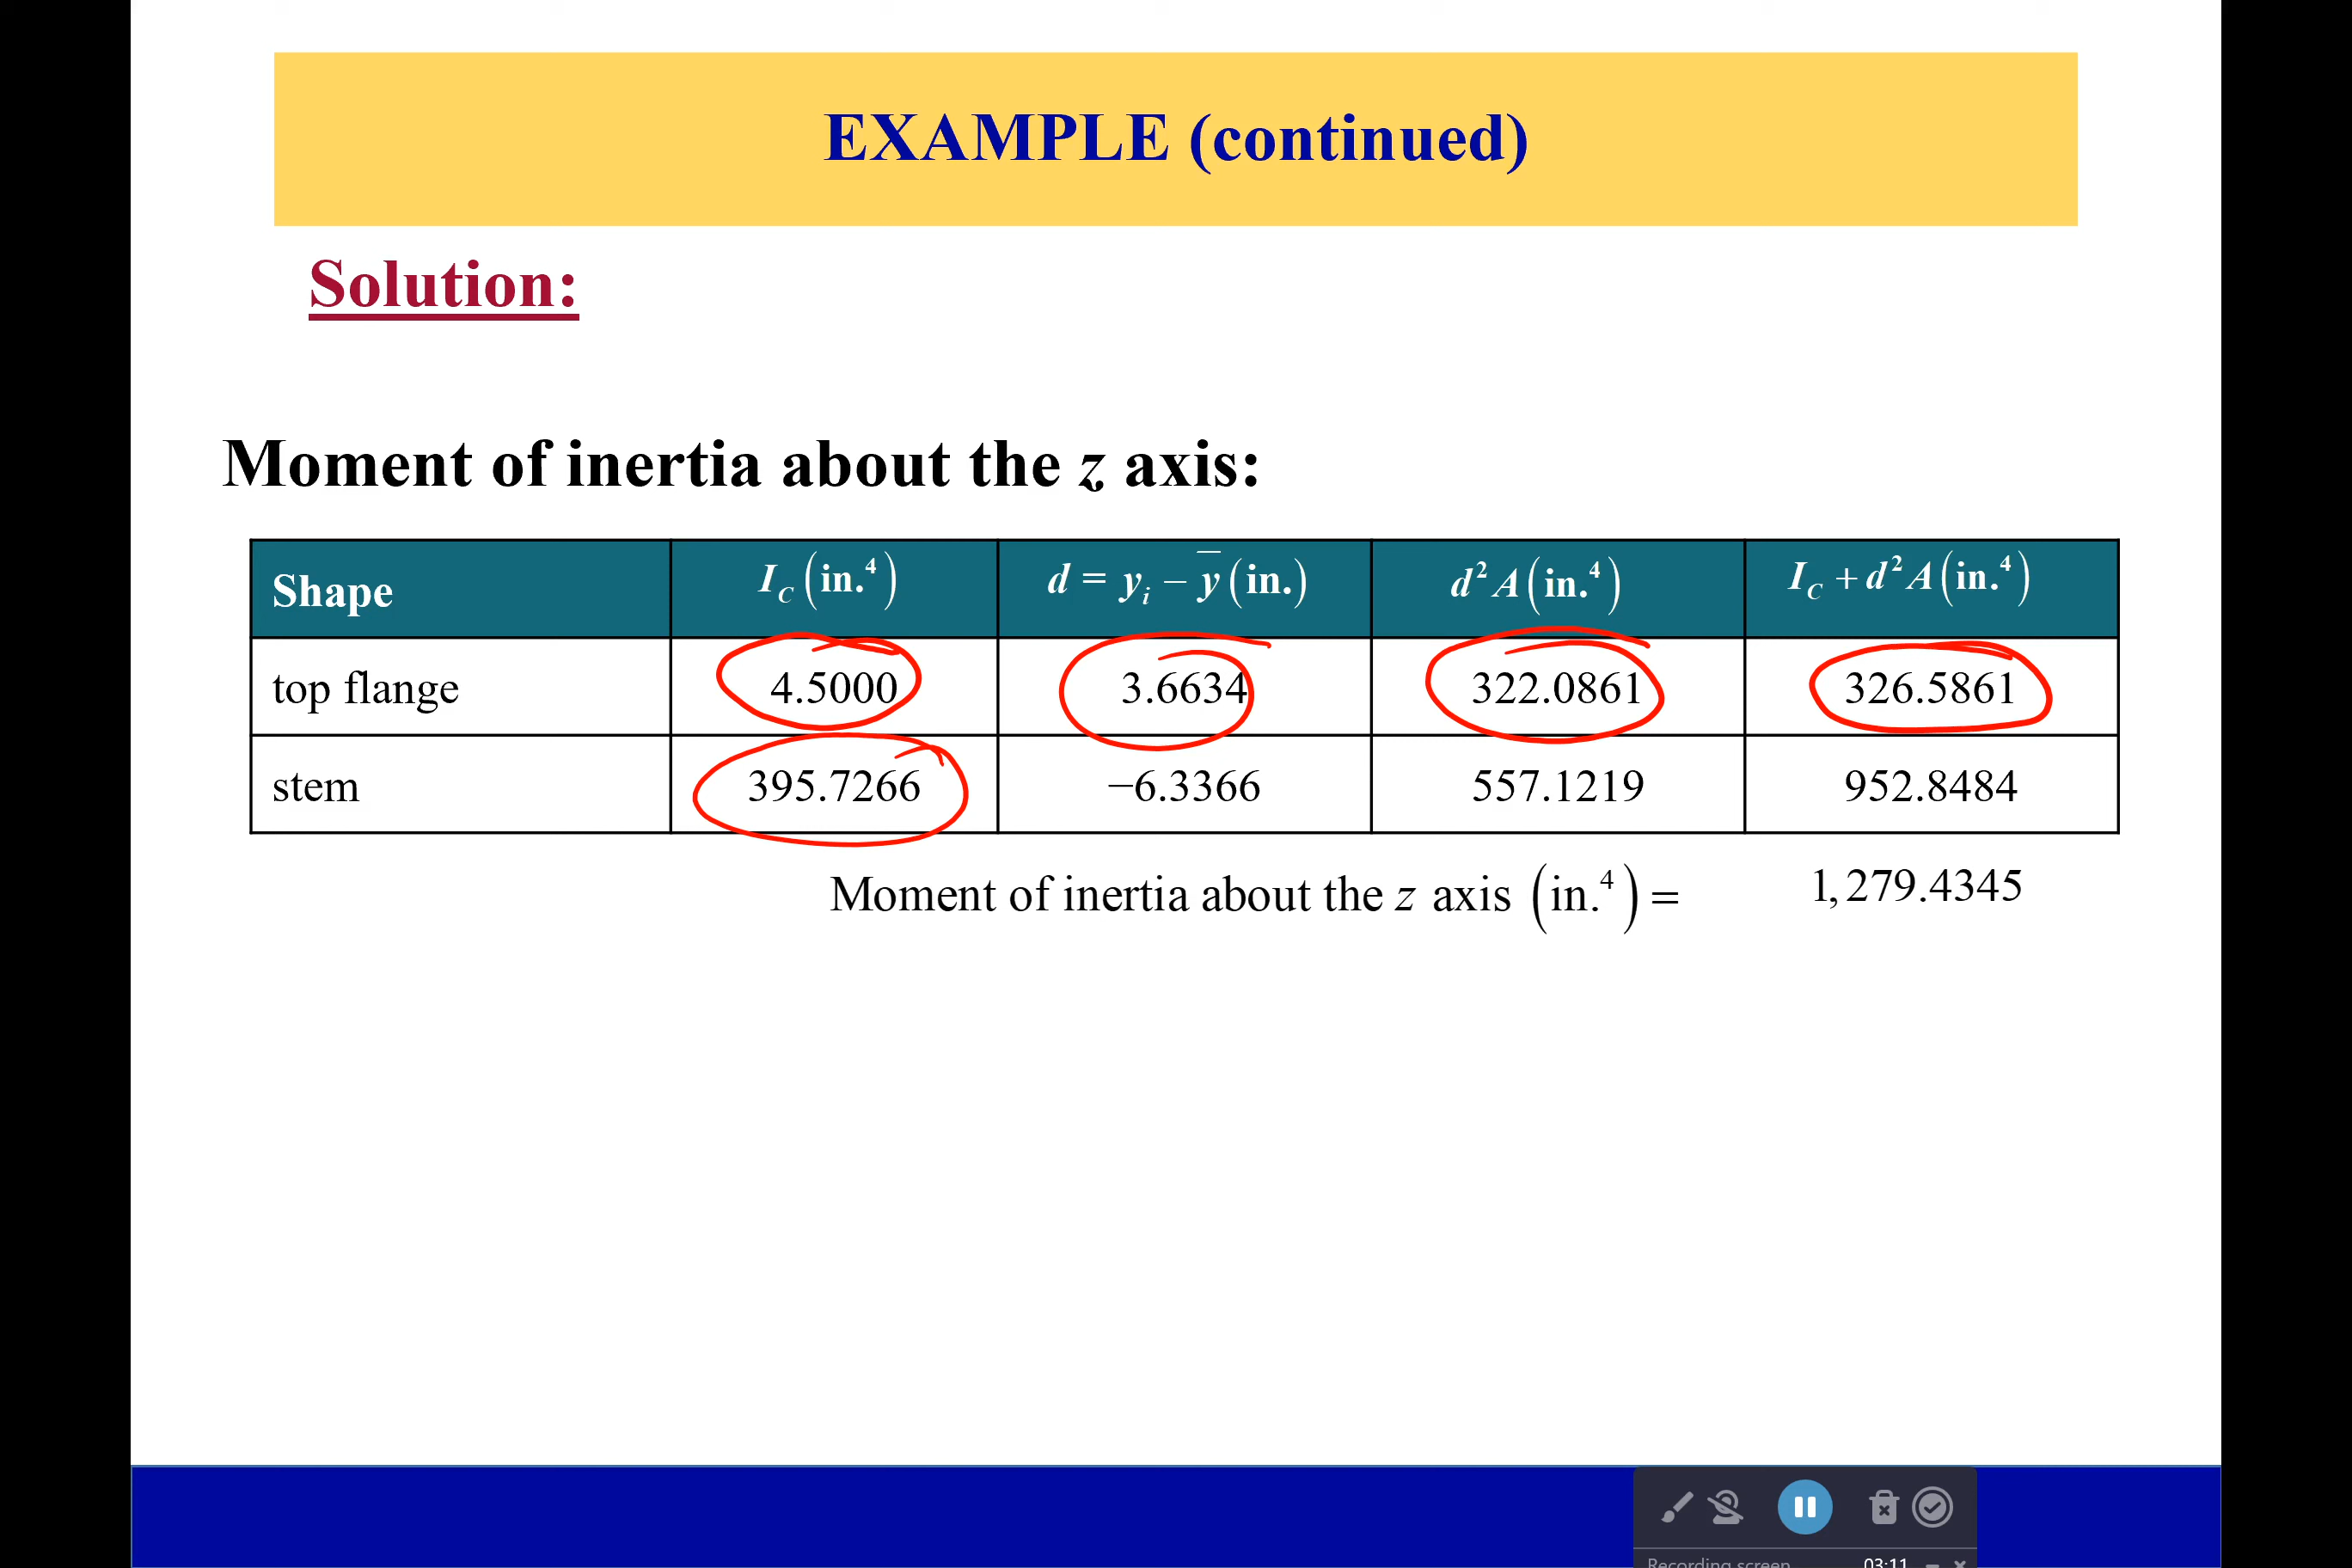 EXAMPLE (continued)
Solution:
Moment of inertia about the z axis:
Shape I_C (in.⁴) d = y_i − y̅ (in.) d² A (in.⁴) I_C + d² A (in.⁴)
top flange 4.5000 3.6634 322.0861 326.5861
stem 395.7266 −6.3366 557.1219 952.8484
Moment of inertia about the z axis (in.⁴) = 1,279.4345
Recording screen 03:11